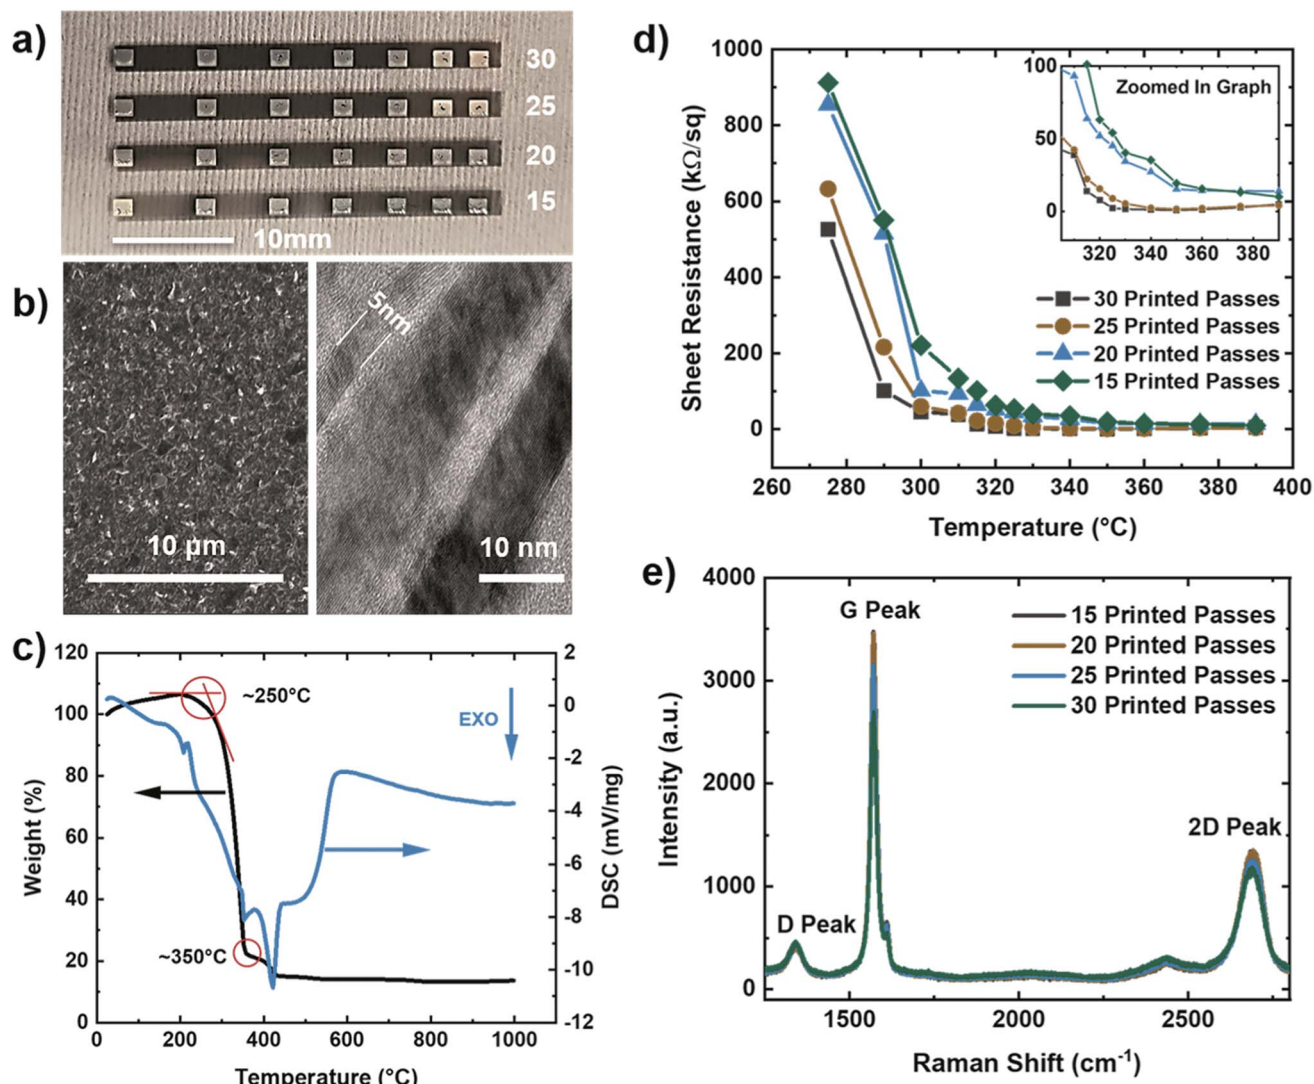 a)
30
25
20
15
10mm
b)
10 µm
5nm
10 nm
c)
120
100
80
60
40
20
0
Weight (%)
~250°C
~350°C
EXO
2
0
-2
-4
-6
-8
-10
-12
DSC (mV/mg)
0 200 400 600 800 1000
Temperature (°C)
d)
1000
800
600
400
200
0
Sheet Resistance (kΩ/sq)
100
50
0
Zoomed In Graph
320 340 360 380
30 Printed Passes
25 Printed Passes
20 Printed Passes
15 Printed Passes
260 280 300 320 340 360 380 400
Temperature (°C)
e)
4000
3000
2000
1000
0
Intensity (a.u.)
G Peak
15 Printed Passes
20 Printed Passes
25 Printed Passes
30 Printed Passes
2D Peak
D Peak
1500 2000 2500
Raman Shift (cm⁻¹)